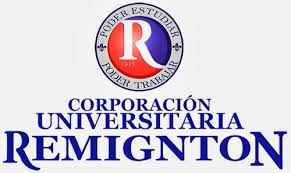 PODER ESTUDIAR
R
1915
PODER TRABAJAR
CORPORACIÓN
UNIVERSITARIA
REMIGNTON